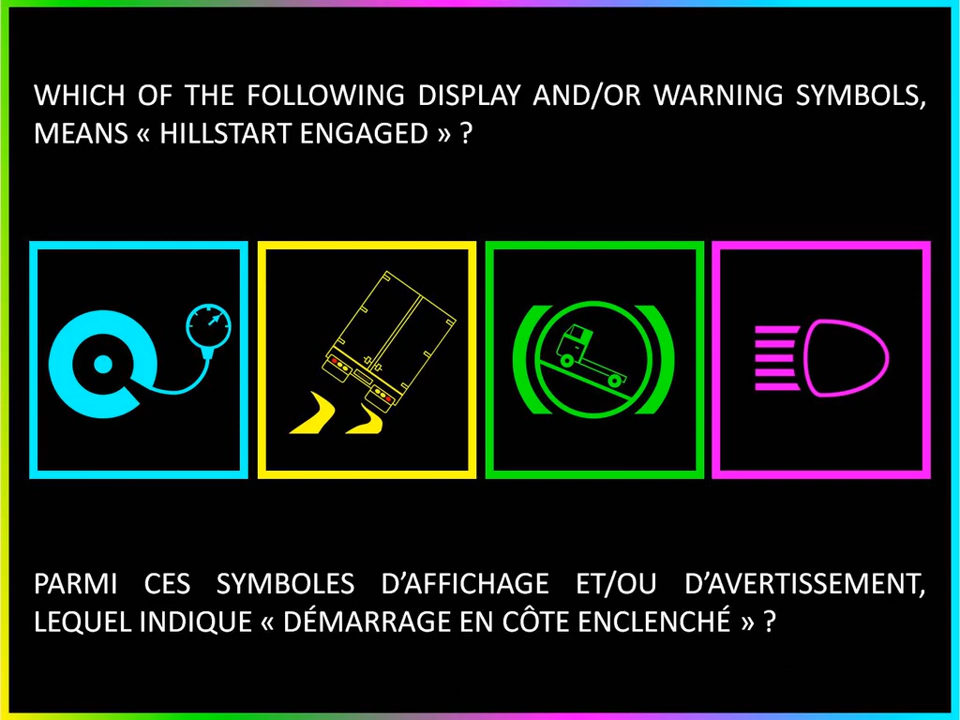 WHICH OF THE FOLLOWING DISPLAY AND/OR WARNING SYMBOLS,
MEANS « HILLSTART ENGAGED » ?
PARMI CES SYMBOLES D’AFFICHAGE ET/OU D’AVERTISSEMENT,
LEQUEL INDIQUE « DÉMARRAGE EN CÔTE ENCLENCHÉ » ?